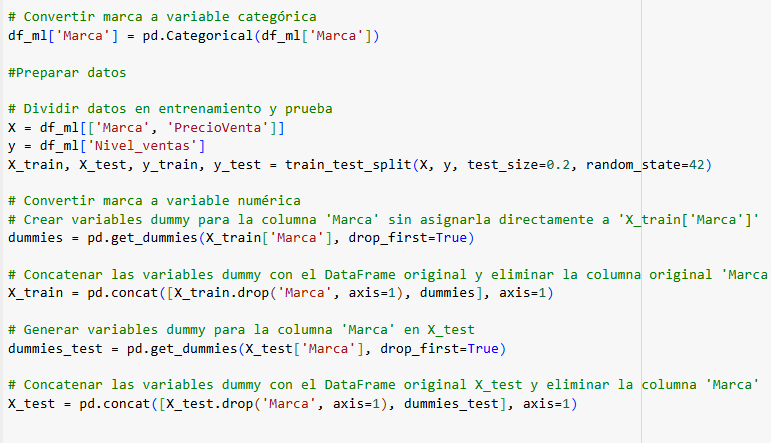 # Convertir marca a variable categórica
df_ml['Marca'] = pd.Categorical(df_ml['Marca'])
#Preparar datos
# Dividir datos en entrenamiento y prueba
X = df_ml[['Marca', 'PrecioVenta']]
y = df_ml['Nivel_ventas']
X_train, X_test, y_train, y_test = train_test_split(X, y, test_size=0.2, random_state=42)
# Convertir marca a variable numérica
# Crear variables dummy para la columna 'Marca' sin asignarla directamente a 'X_train['Marca']'
dummies = pd.get_dummies(X_train['Marca'], drop_first=True)
# Concatenar las variables dummy con el DataFrame original y eliminar la columna original 'Marca
X_train = pd.concat([X_train.drop('Marca', axis=1), dummies], axis=1)
# Generar variables dummy para la columna 'Marca' en X_test
dummies_test = pd.get_dummies(X_test['Marca'], drop_first=True)
# Concatenar las variables dummy con el DataFrame original X_test y eliminar la columna 'Marca'
X_test = pd.concat([X_test.drop('Marca', axis=1), dummies_test], axis=1)